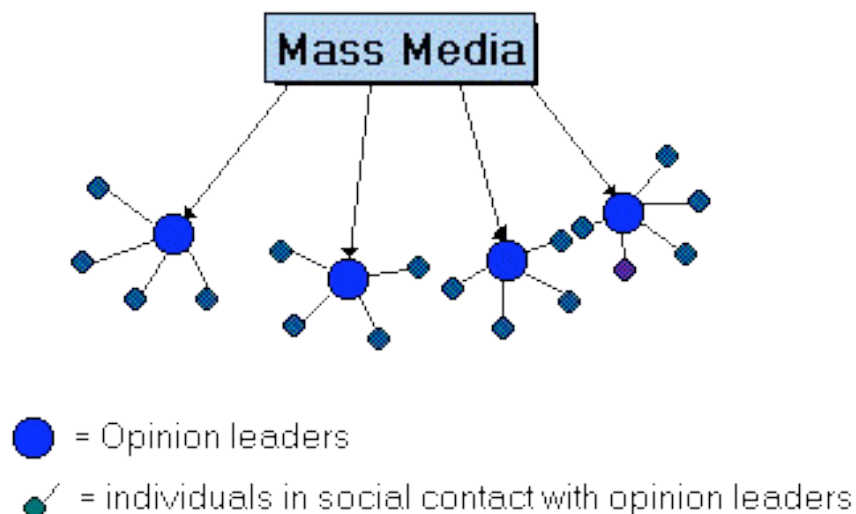 Mass Media
= Opinion leaders
= individuals in social contact with opinion leaders